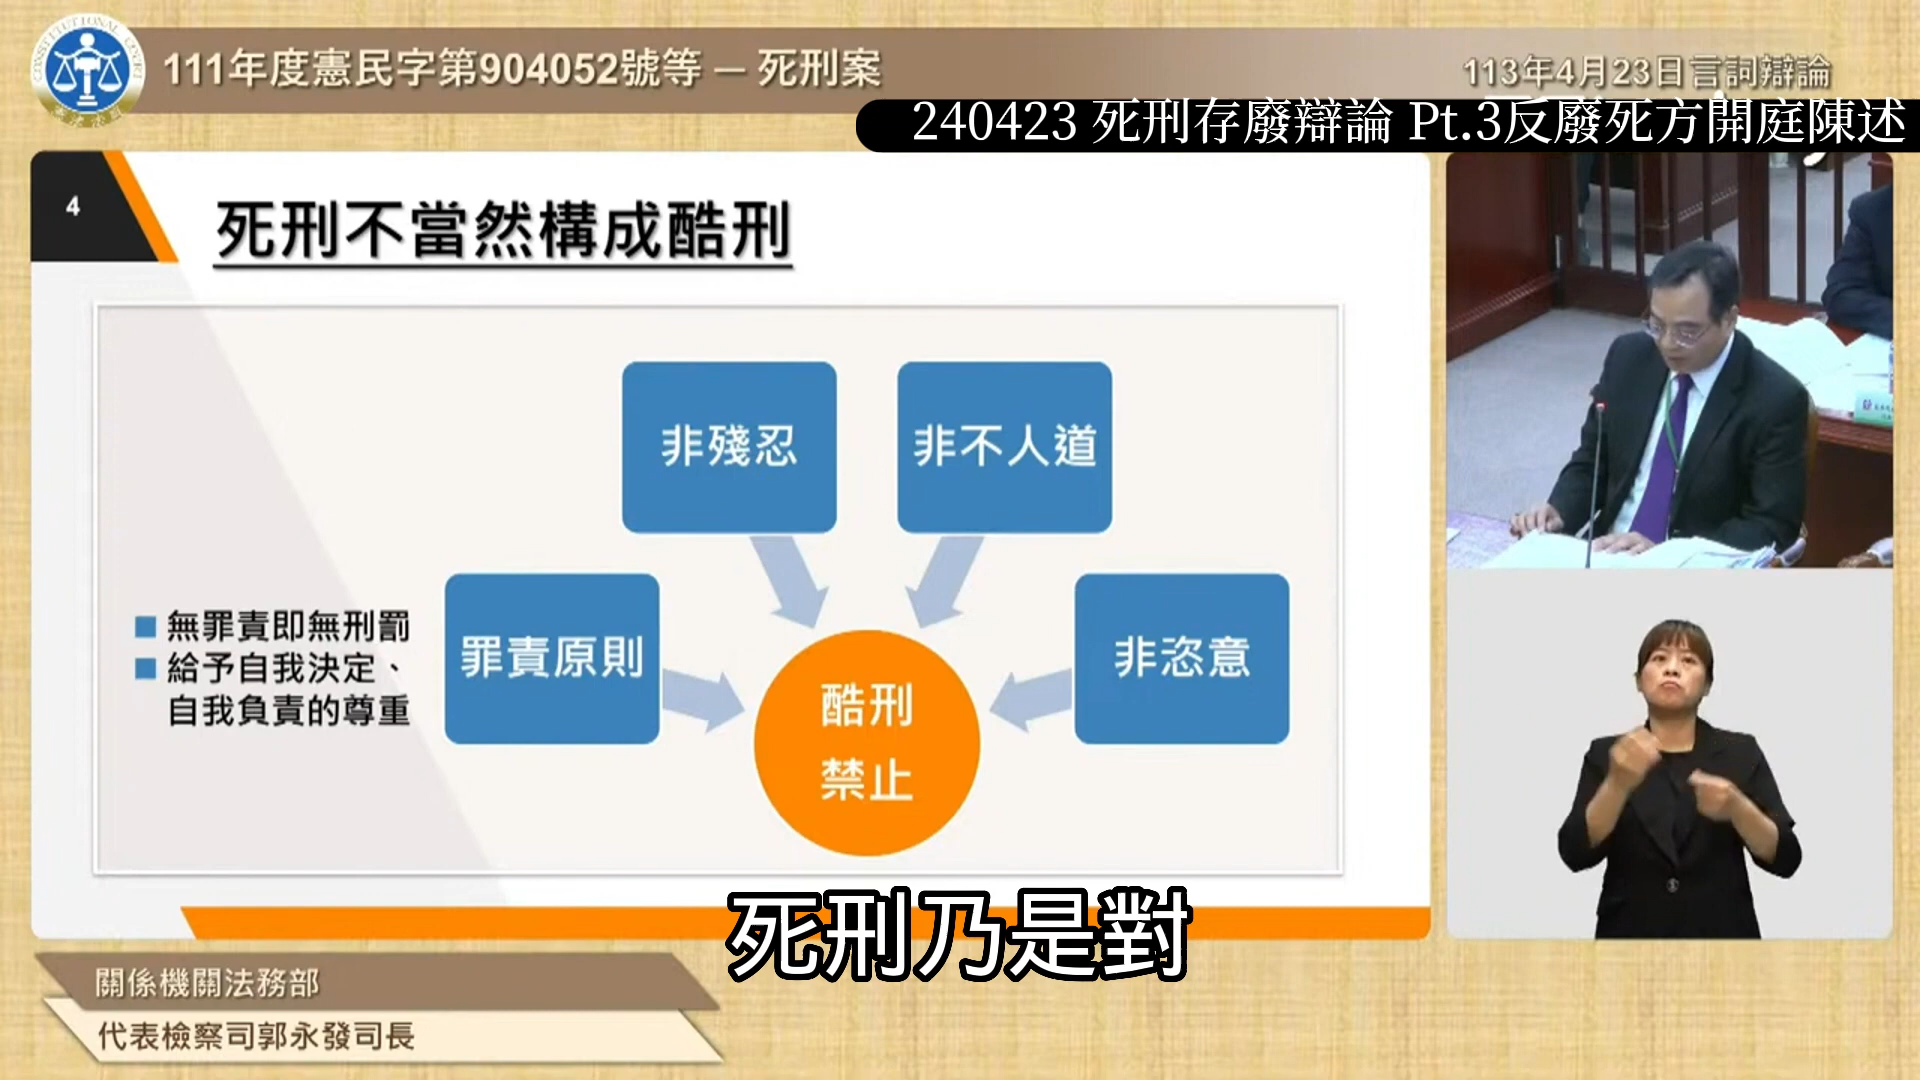 CONSTITUTIONAL COURT
111年度憲民字第904052號等 — 死刑案
113年4月23日言詞辯論
240423 死刑存廢辯論 Pt.3反廢死方開庭陳述
4
死刑不當然構成酷刑
非殘忍
非不人道
無罪責即無刑罰
給予自我決定、
自我負責的尊重
罪責原則
非恣意
酷刑
禁止
死刑乃是對
關係機關法務部
代表檢察司郭永發司長